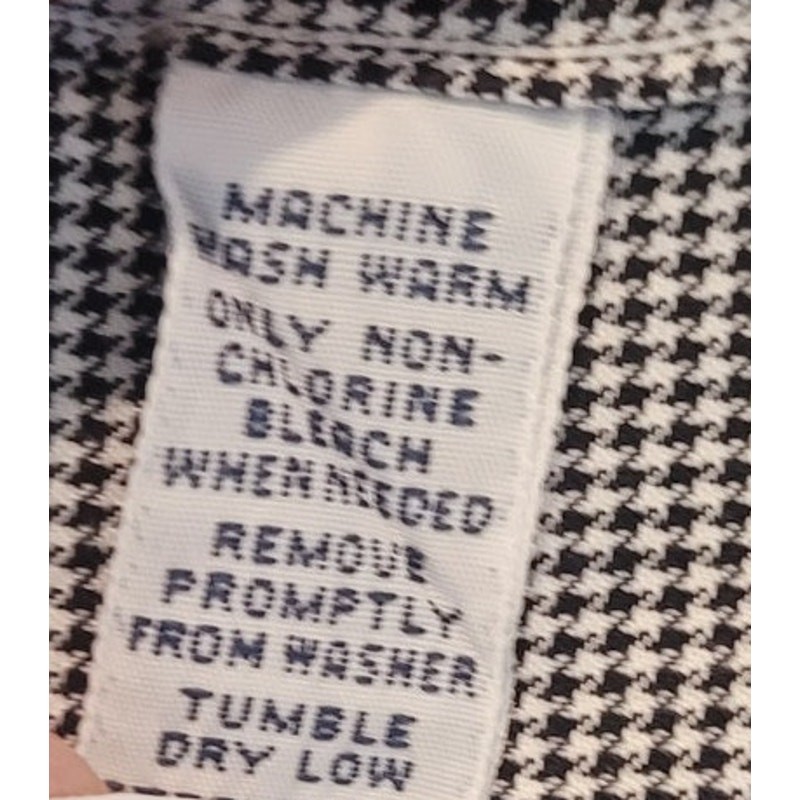 MACHINE
WASH WARM
ONLY NON-
CHLORINE
BLEACH
WHEN NEEDED
REMOVE
PROMPTLY
FROM WASHER
TUMBLE
DRY LOW